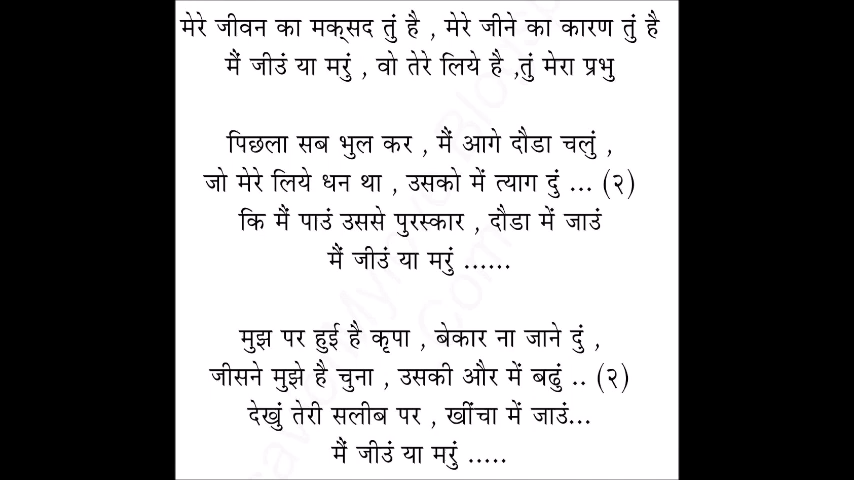 मेरे जीवन का मक्‌सद तुं है , मेरे जीने का कारण तुं है
मैं जीउं या मरुं , वो तेरे लिये है ,तुं मेरा प्रभु
पिछला सब भुल कर , मैं आगे दौडा चलुं ,
जो मेरे लिये धन था , उसको में त्याग दुं ... (२)
कि मैं पाउं उससे पुरस्कार , दौडा में जाउं
मैं जीउं या मरुं ......
मुझ पर हुई है कृपा , बेकार ना जाने दुं ,
जीसने मुझे है चुना , उसकी और में बढुं .. (२)
देखुं तेरी सलीब पर , खींचा में जाउं...
मैं जीउं या मरुं .....